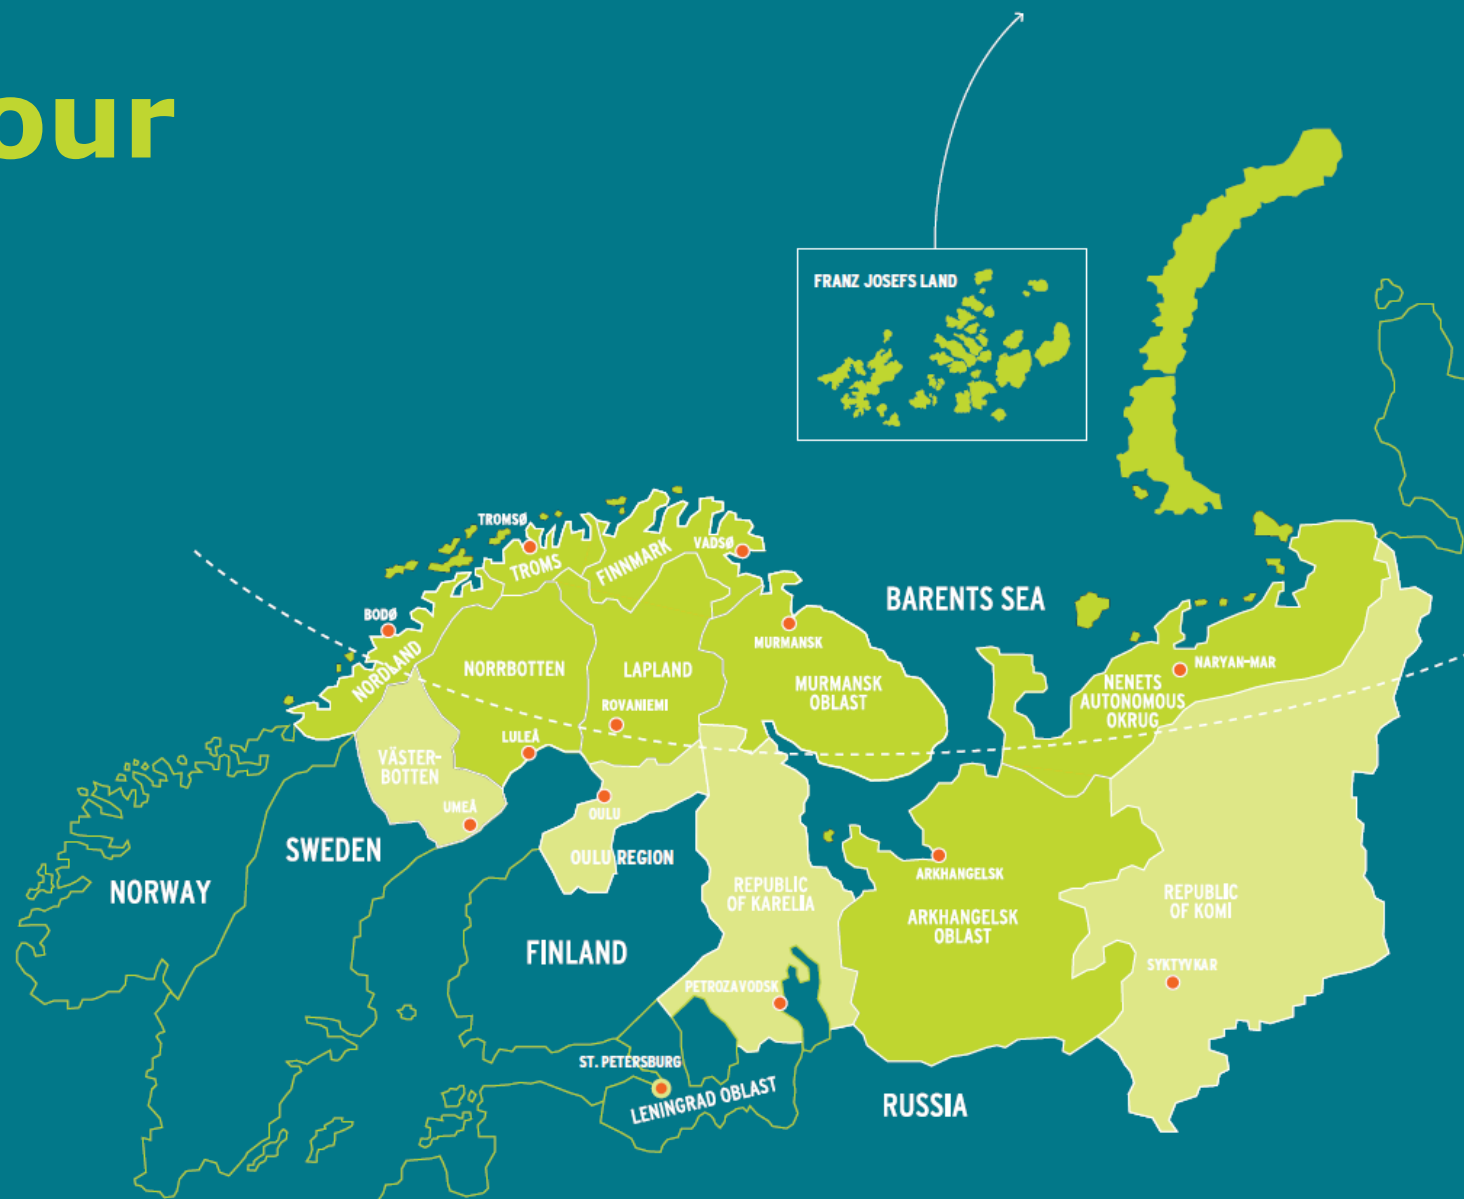 our
FRANZ JOSEFS LAND
TROMSØ
TROMS
FINNMARK
VADSØ
BARENTS SEA
BODØ
NORDLAND
NORRBOTTEN
LAPLAND
MURMANSK
MURMANSK
OBLAST
NARYAN-MAR
NENETS
AUTONOMOUS
OKRUG
ROVANIEMI
LULEÅ
VÄSTER-
BOTTEN
UMEÅ
OULU
OULU REGION
SWEDEN
NORWAY
FINLAND
REPUBLIC
OF KARELIA
ARKHANGELSK
ARKHANGELSK
OBLAST
REPUBLIC
OF KOMI
SYKTYVKAR
PETROZAVODSK
ST. PETERSBURG
LENINGRAD OBLAST
RUSSIA